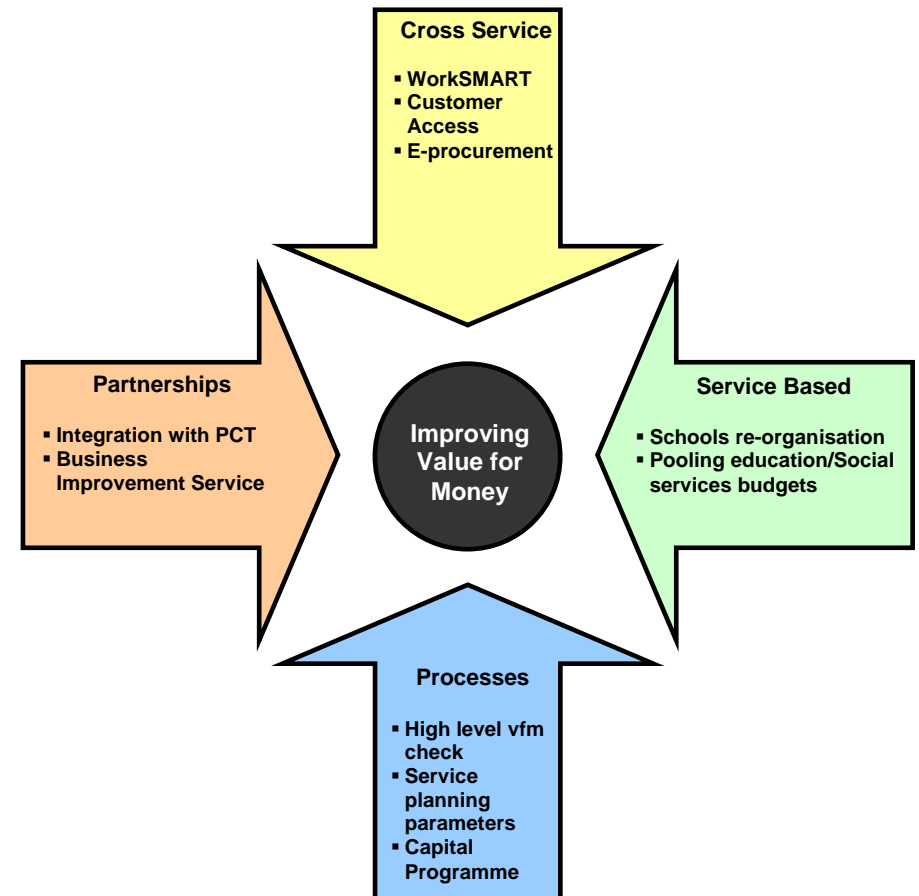 Cross Service
▪ WorkSMART
▪ Customer
Access
▪ E-procurement
Partnerships
▪ Integration with PCT
▪ Business
Improvement Service
Improving
Value for
Money
Service Based
▪ Schools re-organisation
▪ Pooling education/Social
services budgets
Processes
▪ High level vfm
check
▪ Service
planning
parameters
▪ Capital
Programme